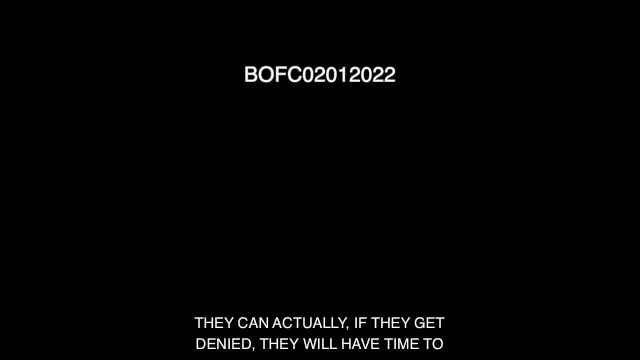 BOFC02012022
THEY CAN ACTUALLY, IF THEY GET
DENIED, THEY WILL HAVE TIME TO